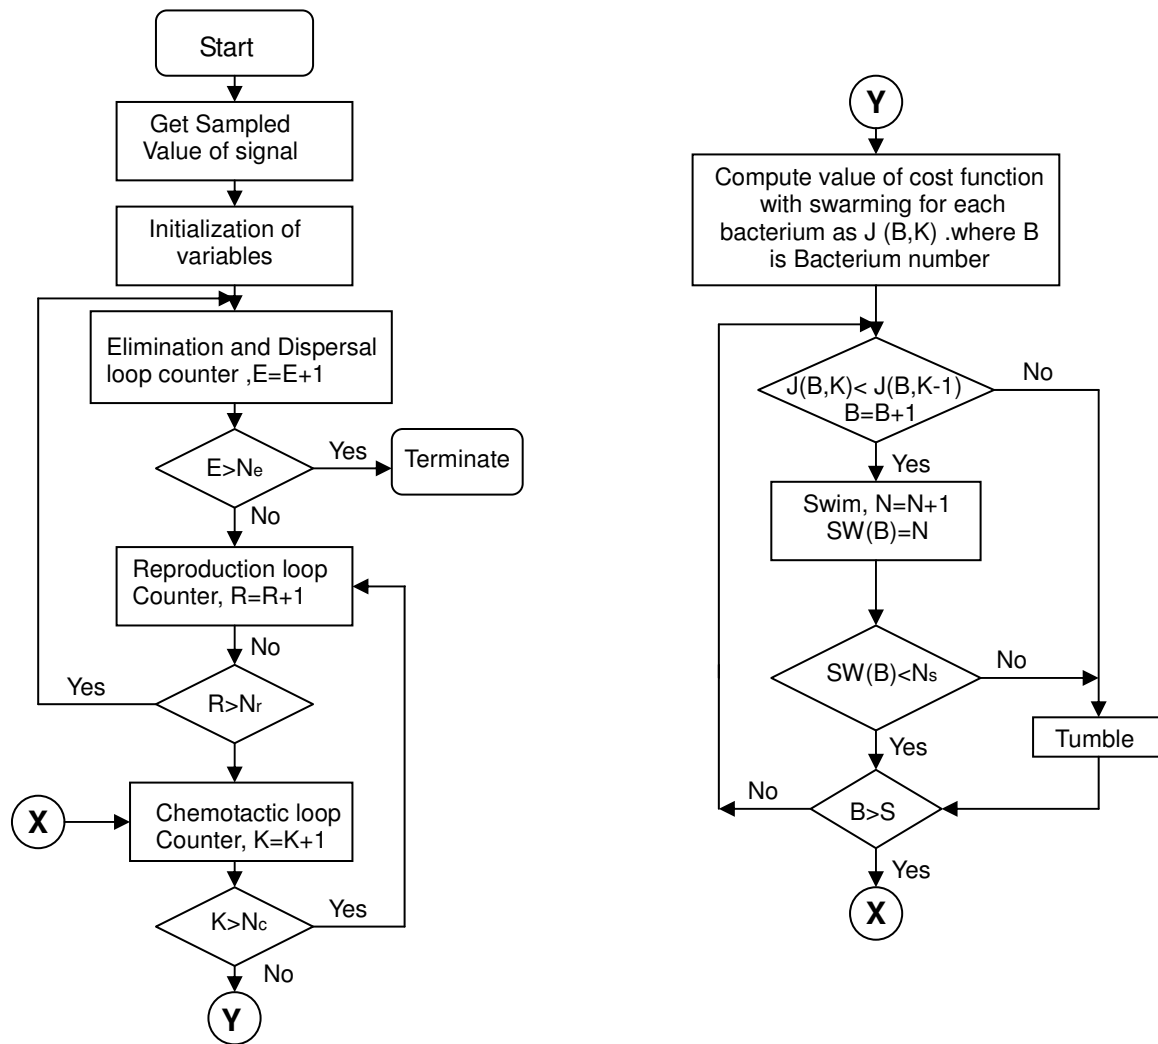 Start
Get Sampled
Value of signal
Initialization of
variables
Elimination and Dispersal
loop counter ,E=E+1
E>Ne
Yes
Terminate
No
Reproduction loop
Counter, R=R+1
No
Yes
R>Nr
X
Chemotactic loop
Counter, K=K+1
K>Nc
Yes
No
Y
Y
Compute value of cost function
with swarming for each
bacterium as J (B,K) .where B
is Bacterium number
J(B,K)< J(B,K-1)
B=B+1
No
Yes
Swim, N=N+1
SW(B)=N
SW(B)<Ns
No
Yes
Tumble
No
B>S
Yes
X